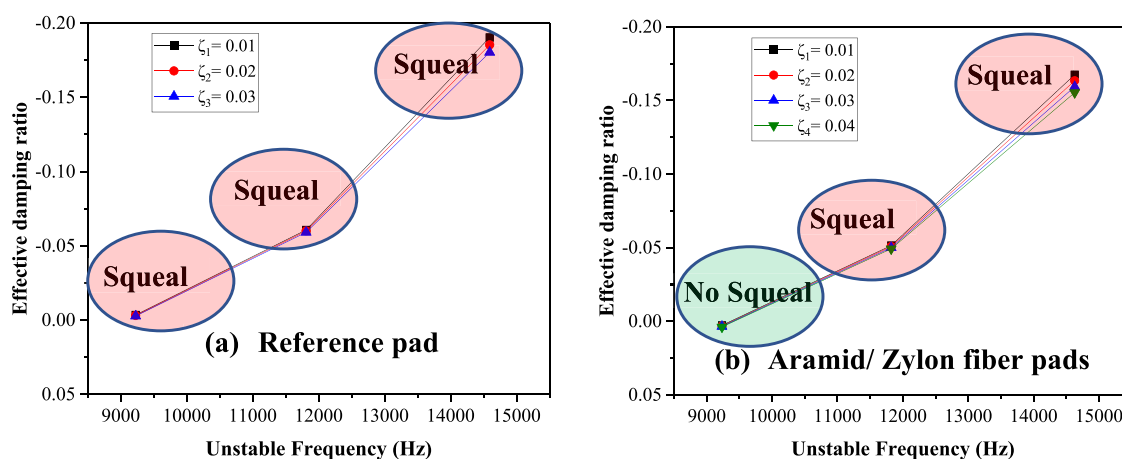 Effective damping ratio
-0.20
-0.15
-0.10
-0.05
0.00
0.05
ζ1= 0.01
ζ2= 0.02
ζ3= 0.03
Squeal
Squeal
Squeal
(a) Reference pad
9000 10000 11000 12000 13000 14000 15000
Unstable Frequency (Hz)
Effective damping ratio
-0.20
-0.15
-0.10
-0.05
0.00
0.05
ζ1= 0.01
ζ2= 0.02
ζ3= 0.03
ζ4= 0.04
Squeal
Squeal
No Squeal
(b) Aramid/ Zylon fiber pads
9000 10000 11000 12000 13000 14000 15000
Unstable Frequency (Hz)